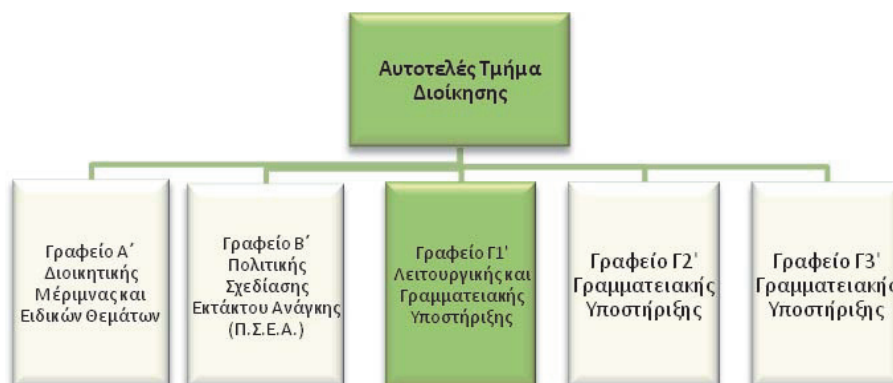 Αυτοτελές Τμήμα
Διοίκησης
Γραφείο Α΄
Διοικητικής
Μέριμνας και
Ειδικών Θεμάτων
Γραφείο Β΄
Πολιτικής
Σχεδίασης
Εκτάκτου Ανάγκης
(Π.Σ.Ε.Α.)
Γραφείο Γ1'
Λειτουργικής και
Γραμματειακής
Υποστήριξης
Γραφείο Γ2'
Γραμματειακής
Υποστήριξης
Γραφείο Γ3'
Γραμματειακής
Υποστήριξης